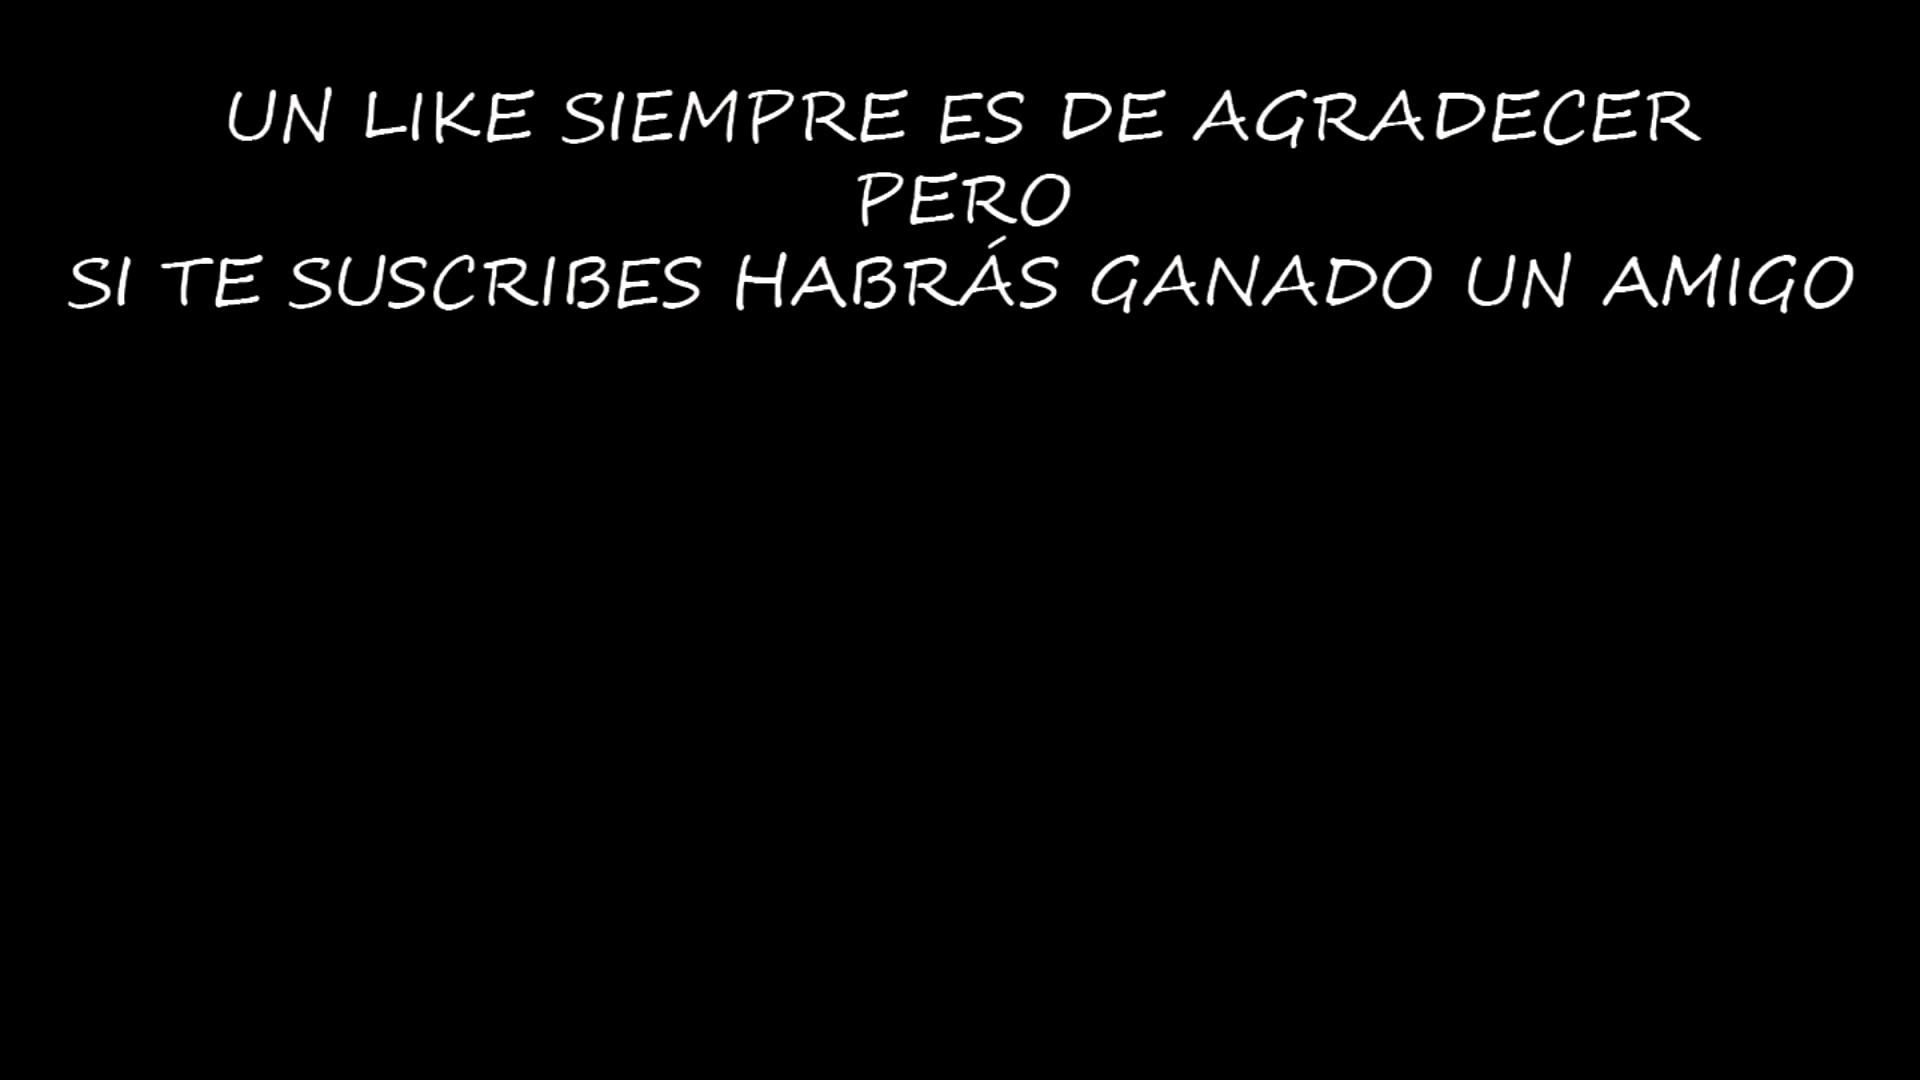 UN LIKE SIEMPRE ES DE AGRADECER
PERO
SI TE SUSCRIBES HABRÁS GANADO UN AMIGO